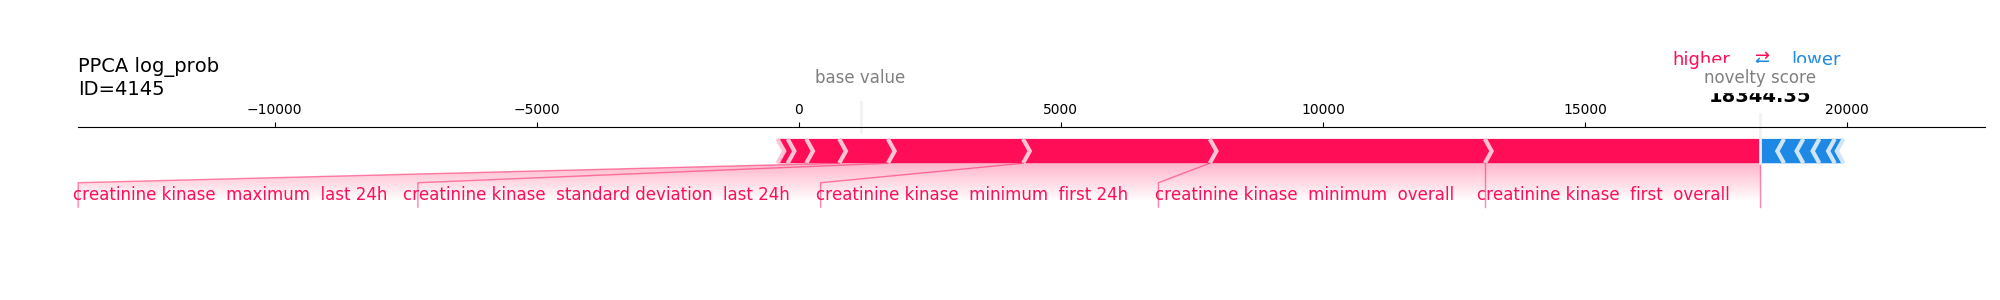 higher ⇄ lower
PPCA log_prob
ID=4145
base value
novelty score
18344.35
−10000 −5000 0 5000 10000 15000 20000
creatinine kinase maximum last 24h creatinine kinase standard deviation last 24h creatinine kinase minimum first 24h creatinine kinase minimum overall creatinine kinase first overall